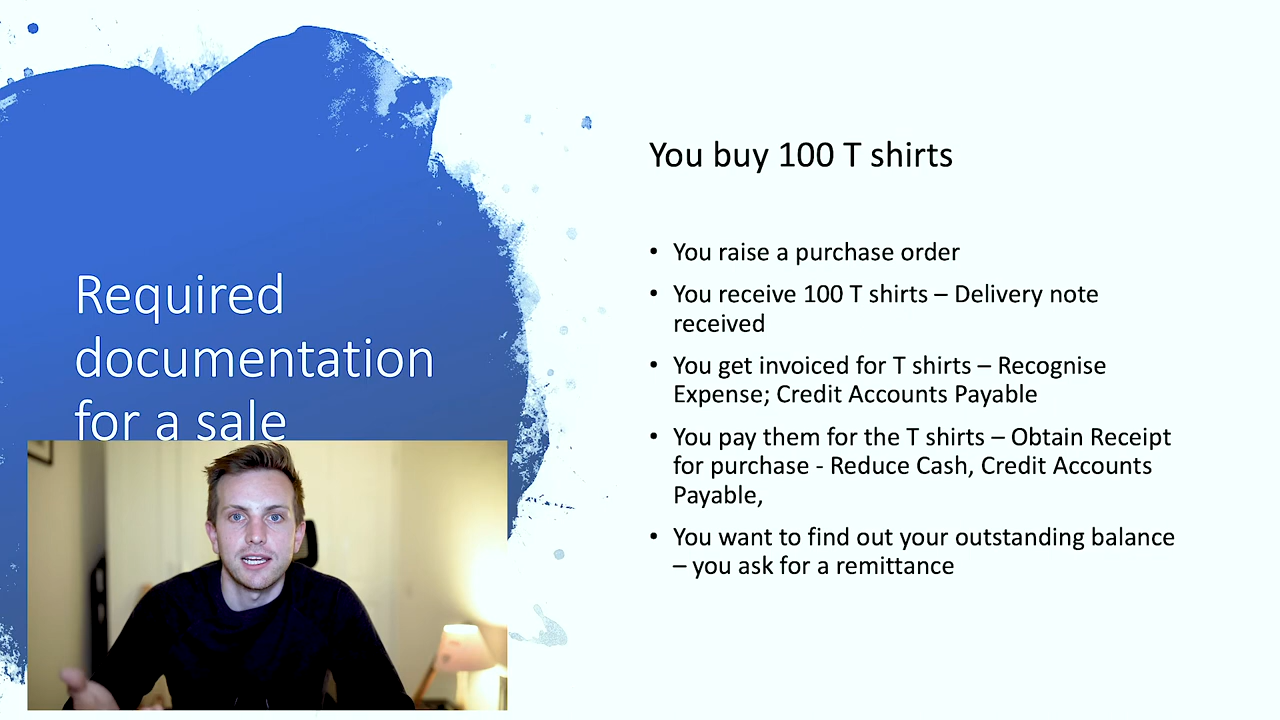 Required
documentation
for a sale
You buy 100 T shirts
• You raise a purchase order
• You receive 100 T shirts – Delivery note
received
• You get invoiced for T shirts – Recognise
Expense; Credit Accounts Payable
• You pay them for the T shirts – Obtain Receipt
for purchase - Reduce Cash, Credit Accounts
Payable,
• You want to find out your outstanding balance
– you ask for a remittance